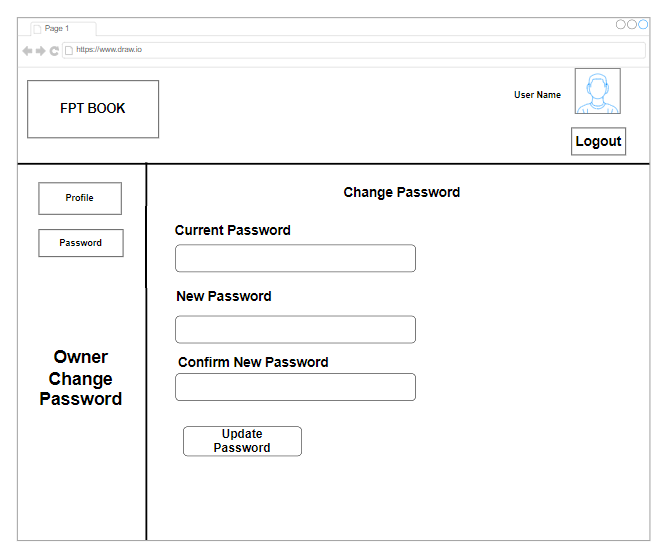 Page 1
https://www.draw.io
FPT BOOK
User Name
Logout
Profile
Password
Owner
Change
Password
Change Password
Current Password
New Password
Confirm New Password
Update
Password